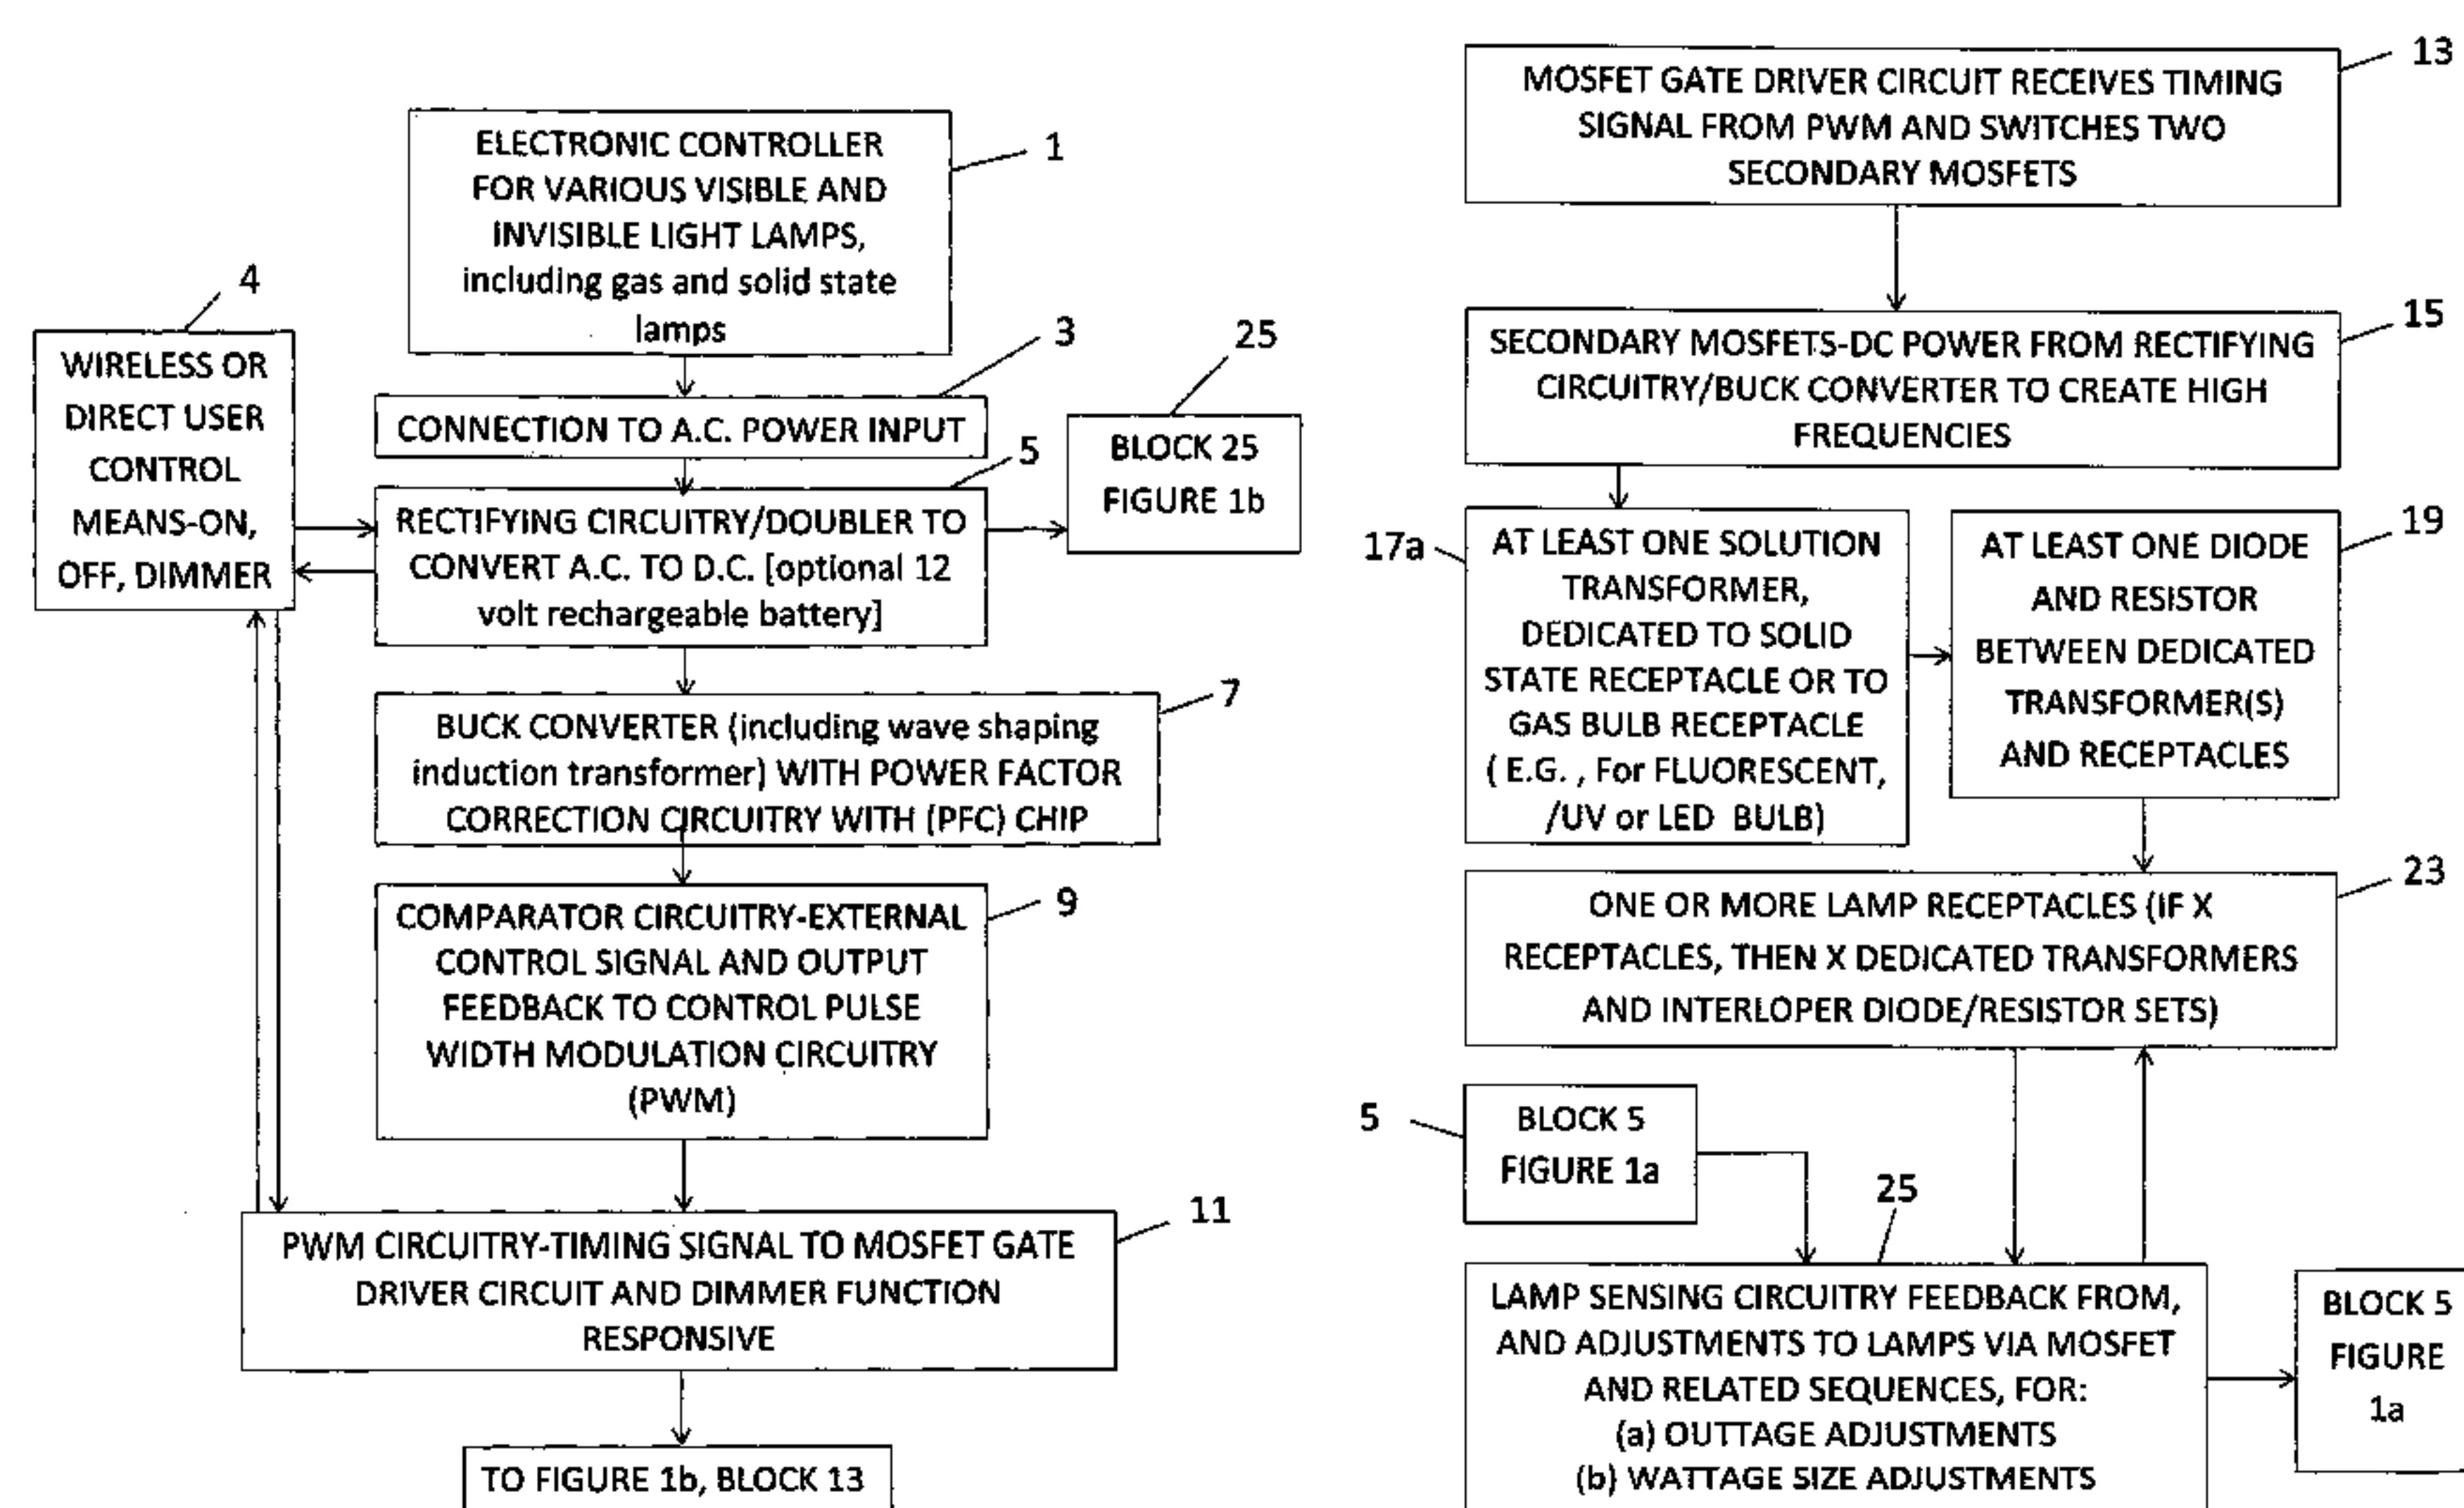 1
ELECTRONIC CONTROLLER
FOR VARIOUS VISIBLE AND
INVISIBLE LIGHT LAMPS,
including gas and solid state
lamps
3
CONNECTION TO A.C. POWER INPUT
4
WIRELESS OR
DIRECT USER
CONTROL
MEANS-ON,
OFF, DIMMER
5
RECTIFYING CIRCUITRY/DOUBLER TO
CONVERT A.C. TO D.C. [optional 12
volt rechargeable battery]
25
BLOCK 25
FIGURE 1b
7
BUCK CONVERTER (including wave shaping
induction transformer) WITH POWER FACTOR
CORRECTION CIRCUITRY WITH (PFC) CHIP
9
COMPARATOR CIRCUITRY-EXTERNAL
CONTROL SIGNAL AND OUTPUT
FEEDBACK TO CONTROL PULSE
WIDTH MODULATION CIRCUITRY
(PWM)
11
PWM CIRCUITRY-TIMING SIGNAL TO MOSFET GATE
DRIVER CIRCUIT AND DIMMER FUNCTION
RESPONSIVE
TO FIGURE 1b, BLOCK 13
13
MOSFET GATE DRIVER CIRCUIT RECEIVES TIMING
SIGNAL FROM PWM AND SWITCHES TWO
SECONDARY MOSFETS
15
SECONDARY MOSFETS-DC POWER FROM RECTIFYING
CIRCUITRY/BUCK CONVERTER TO CREATE HIGH
FREQUENCIES
17a
AT LEAST ONE SOLUTION
TRANSFORMER,
DEDICATED TO SOLID
STATE RECEPTACLE OR TO
GAS BULB RECEPTACLE
( E.G. , For FLUORESCENT,
/UV or LED BULB)
19
AT LEAST ONE DIODE
AND RESISTOR
BETWEEN DEDICATED
TRANSFORMER(S)
AND RECEPTACLES
23
ONE OR MORE LAMP RECEPTACLES (IF X
RECEPTACLES, THEN X DEDICATED TRANSFORMERS
AND INTERLOPER DIODE/RESISTOR SETS)
5
BLOCK 5
FIGURE 1a
25
LAMP SENSING CIRCUITRY FEEDBACK FROM,
AND ADJUSTMENTS TO LAMPS VIA MOSFET
AND RELATED SEQUENCES, FOR:
(a) OUTTAGE ADJUSTMENTS
(b) WATTAGE SIZE ADJUSTMENTS
BLOCK 5
FIGURE
1a